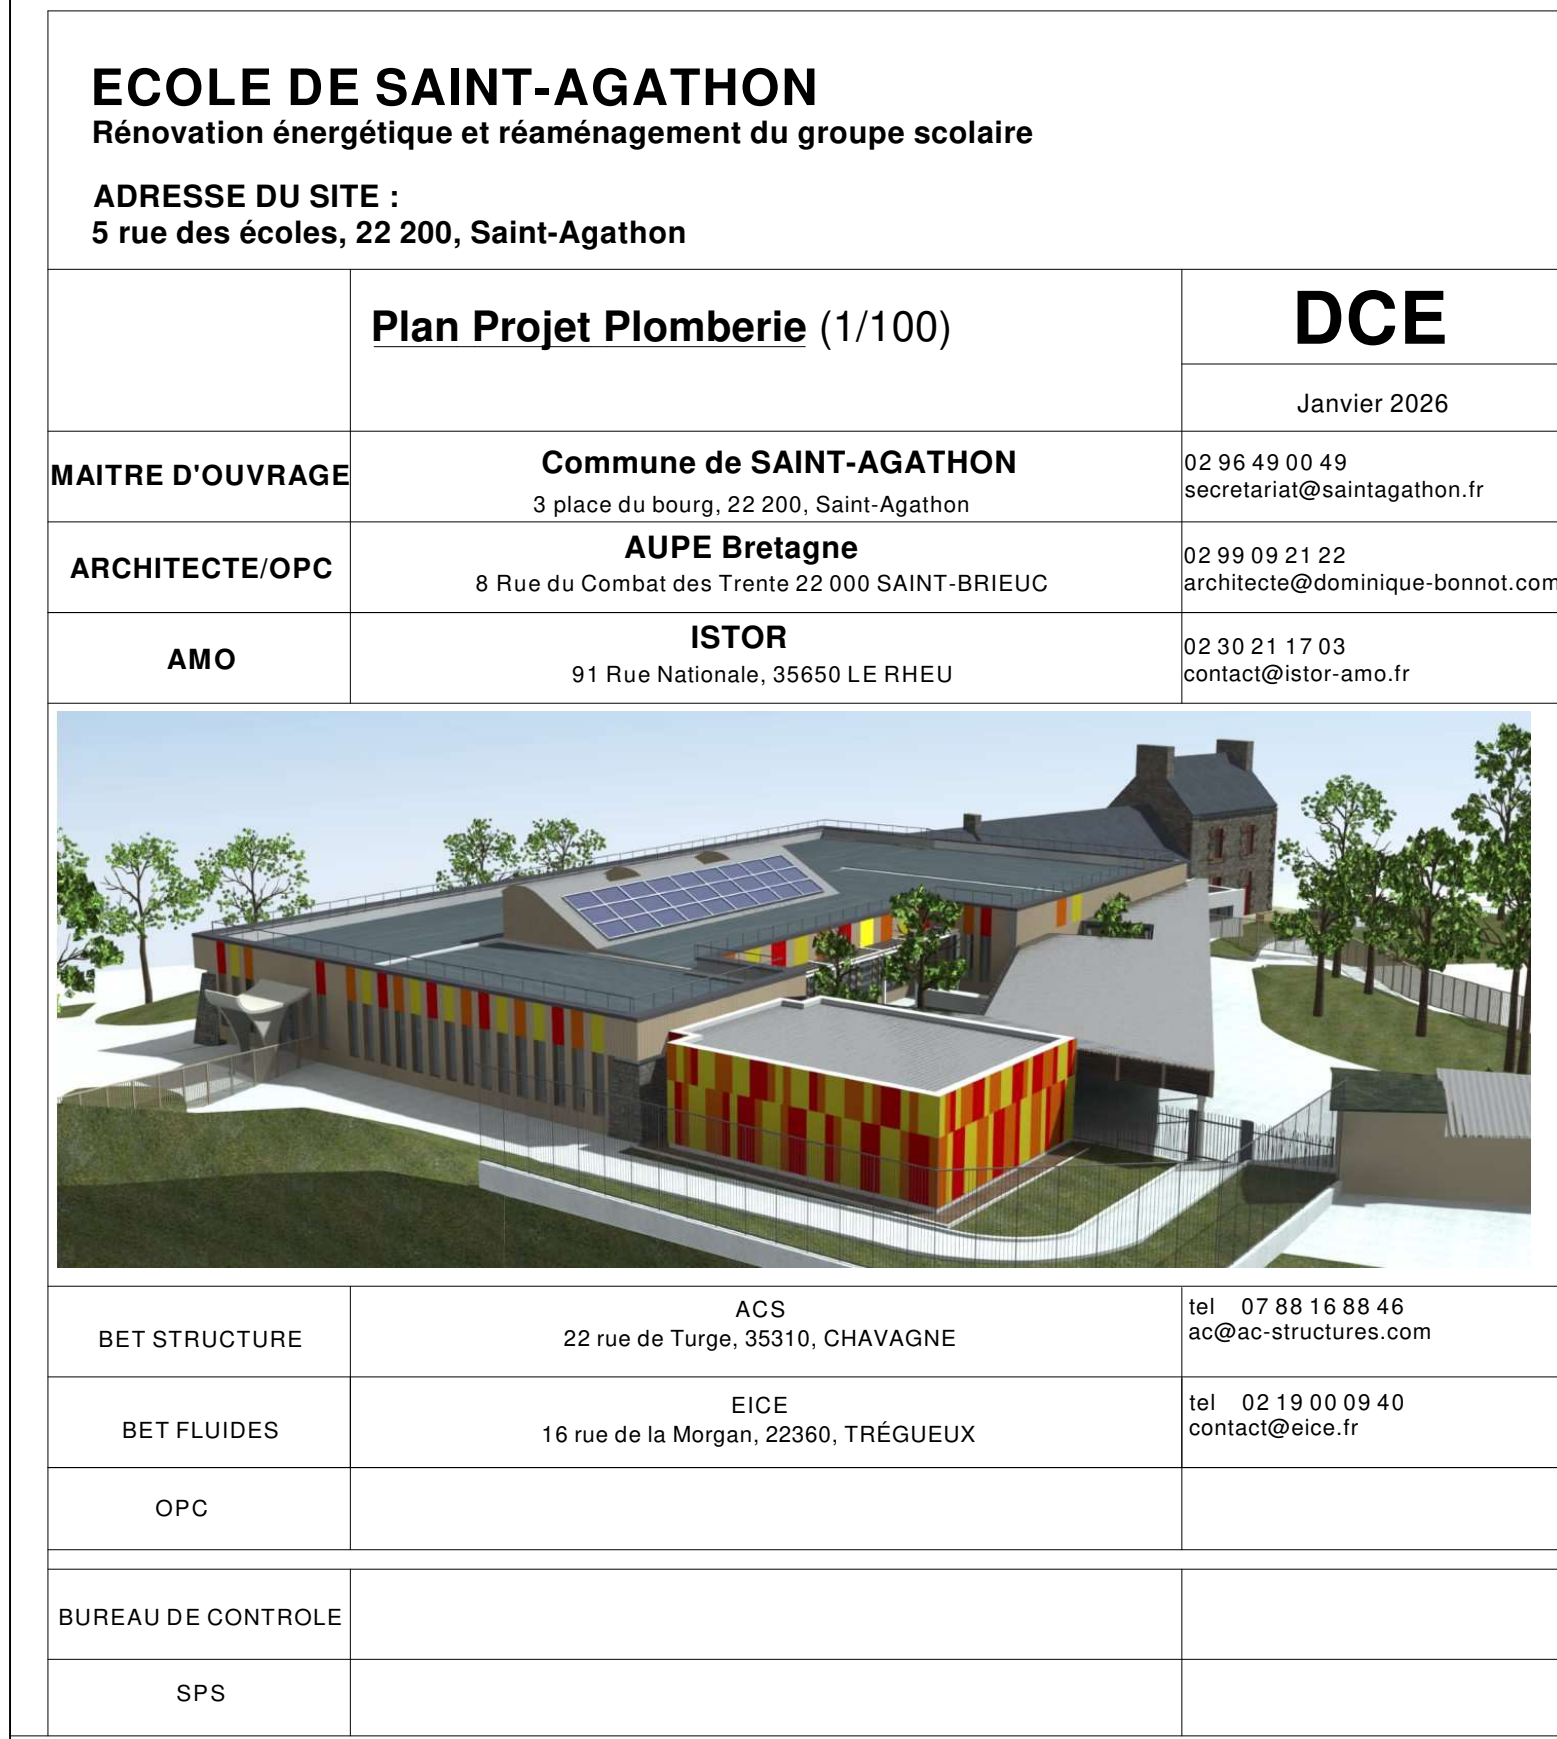 ECOLE DE SAINT-AGATHON
Rénovation énergétique et réaménagement du groupe scolaire
ADRESSE DU SITE :
5 rue des écoles, 22 200, Saint-Agathon
Plan Projet Plomberie (1/100)
DCE
Janvier 2026
MAITRE D'OUVRAGE
Commune de SAINT-AGATHON
3 place du bourg, 22 200, Saint-Agathon
02 96 49 00 49
secretariat@saintagathon.fr
ARCHITECTE/OPC
AUPE Bretagne
8 Rue du Combat des Trente 22 000 SAINT-BRIEUC
02 99 09 21 22
architecte@dominique-bonnot.com
AMO
ISTOR
91 Rue Nationale, 35650 LE RHEU
02 30 21 17 03
contact@istor-amo.fr
BET STRUCTURE
ACS
22 rue de Turge, 35310, CHAVAGNE
tel 07 88 16 88 46
ac@ac-structures.com
BET FLUIDES
EICE
16 rue de la Morgan, 22360, TRÉGUEUX
tel 02 19 00 09 40
contact@eice.fr
OPC
BUREAU DE CONTROLE
SPS